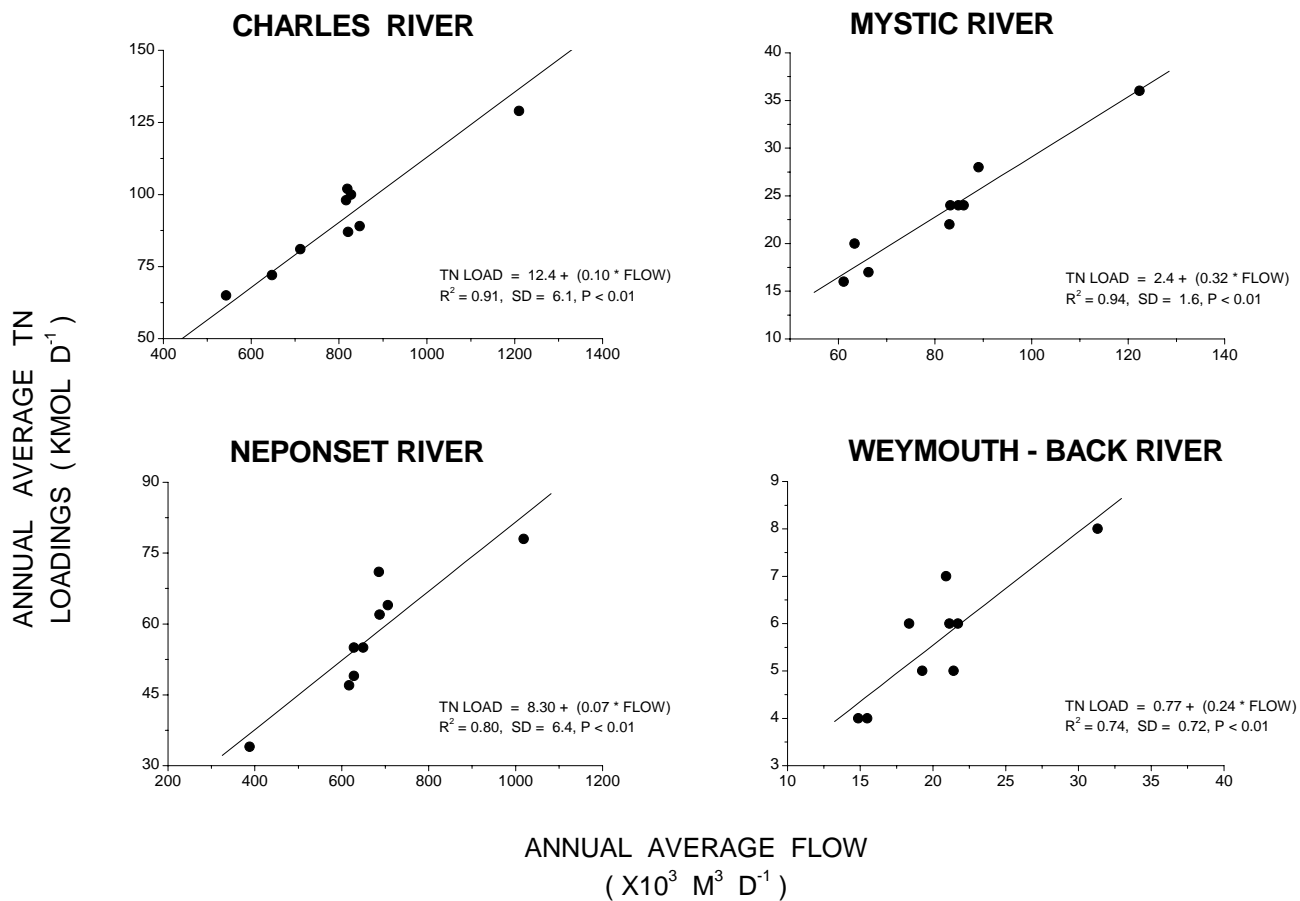 CHARLES RIVER
150
125
100
75
50
400 600 800 1000 1200 1400
TN LOAD = 12.4 + (0.10 * FLOW)
R² = 0.91, SD = 6.1, P < 0.01
MYSTIC RIVER
40
35
30
25
20
15
10
60 80 100 120 140
TN LOAD = 2.4 + (0.32 * FLOW)
R² = 0.94, SD = 1.6, P < 0.01
ANNUAL AVERAGE TN
LOADINGS ( KMOL D⁻¹ )
NEPONSET RIVER
90
75
60
45
30
200 400 600 800 1000 1200
TN LOAD = 8.30 + (0.07 * FLOW)
R² = 0.80, SD = 6.4, P < 0.01
WEYMOUTH - BACK RIVER
9
8
7
6
5
4
3
10 15 20 25 30 35 40
TN LOAD = 0.77 + (0.24 * FLOW)
R² = 0.74, SD = 0.72, P < 0.01
ANNUAL AVERAGE FLOW
( X10³ M³ D⁻¹ )